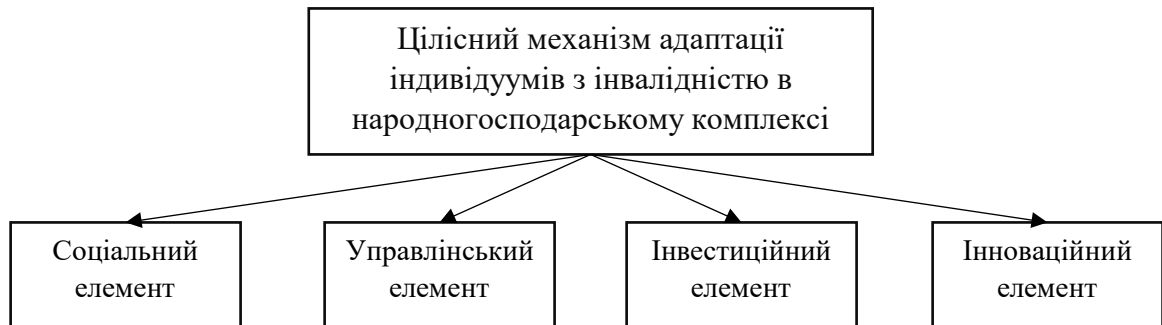 Цілісний механізм адаптації
індивідуумів з інвалідністю в
народногосподарському комплексі
Соціальний
елемент
Управлінський
елемент
Інвестиційний
елемент
Інноваційний
елемент